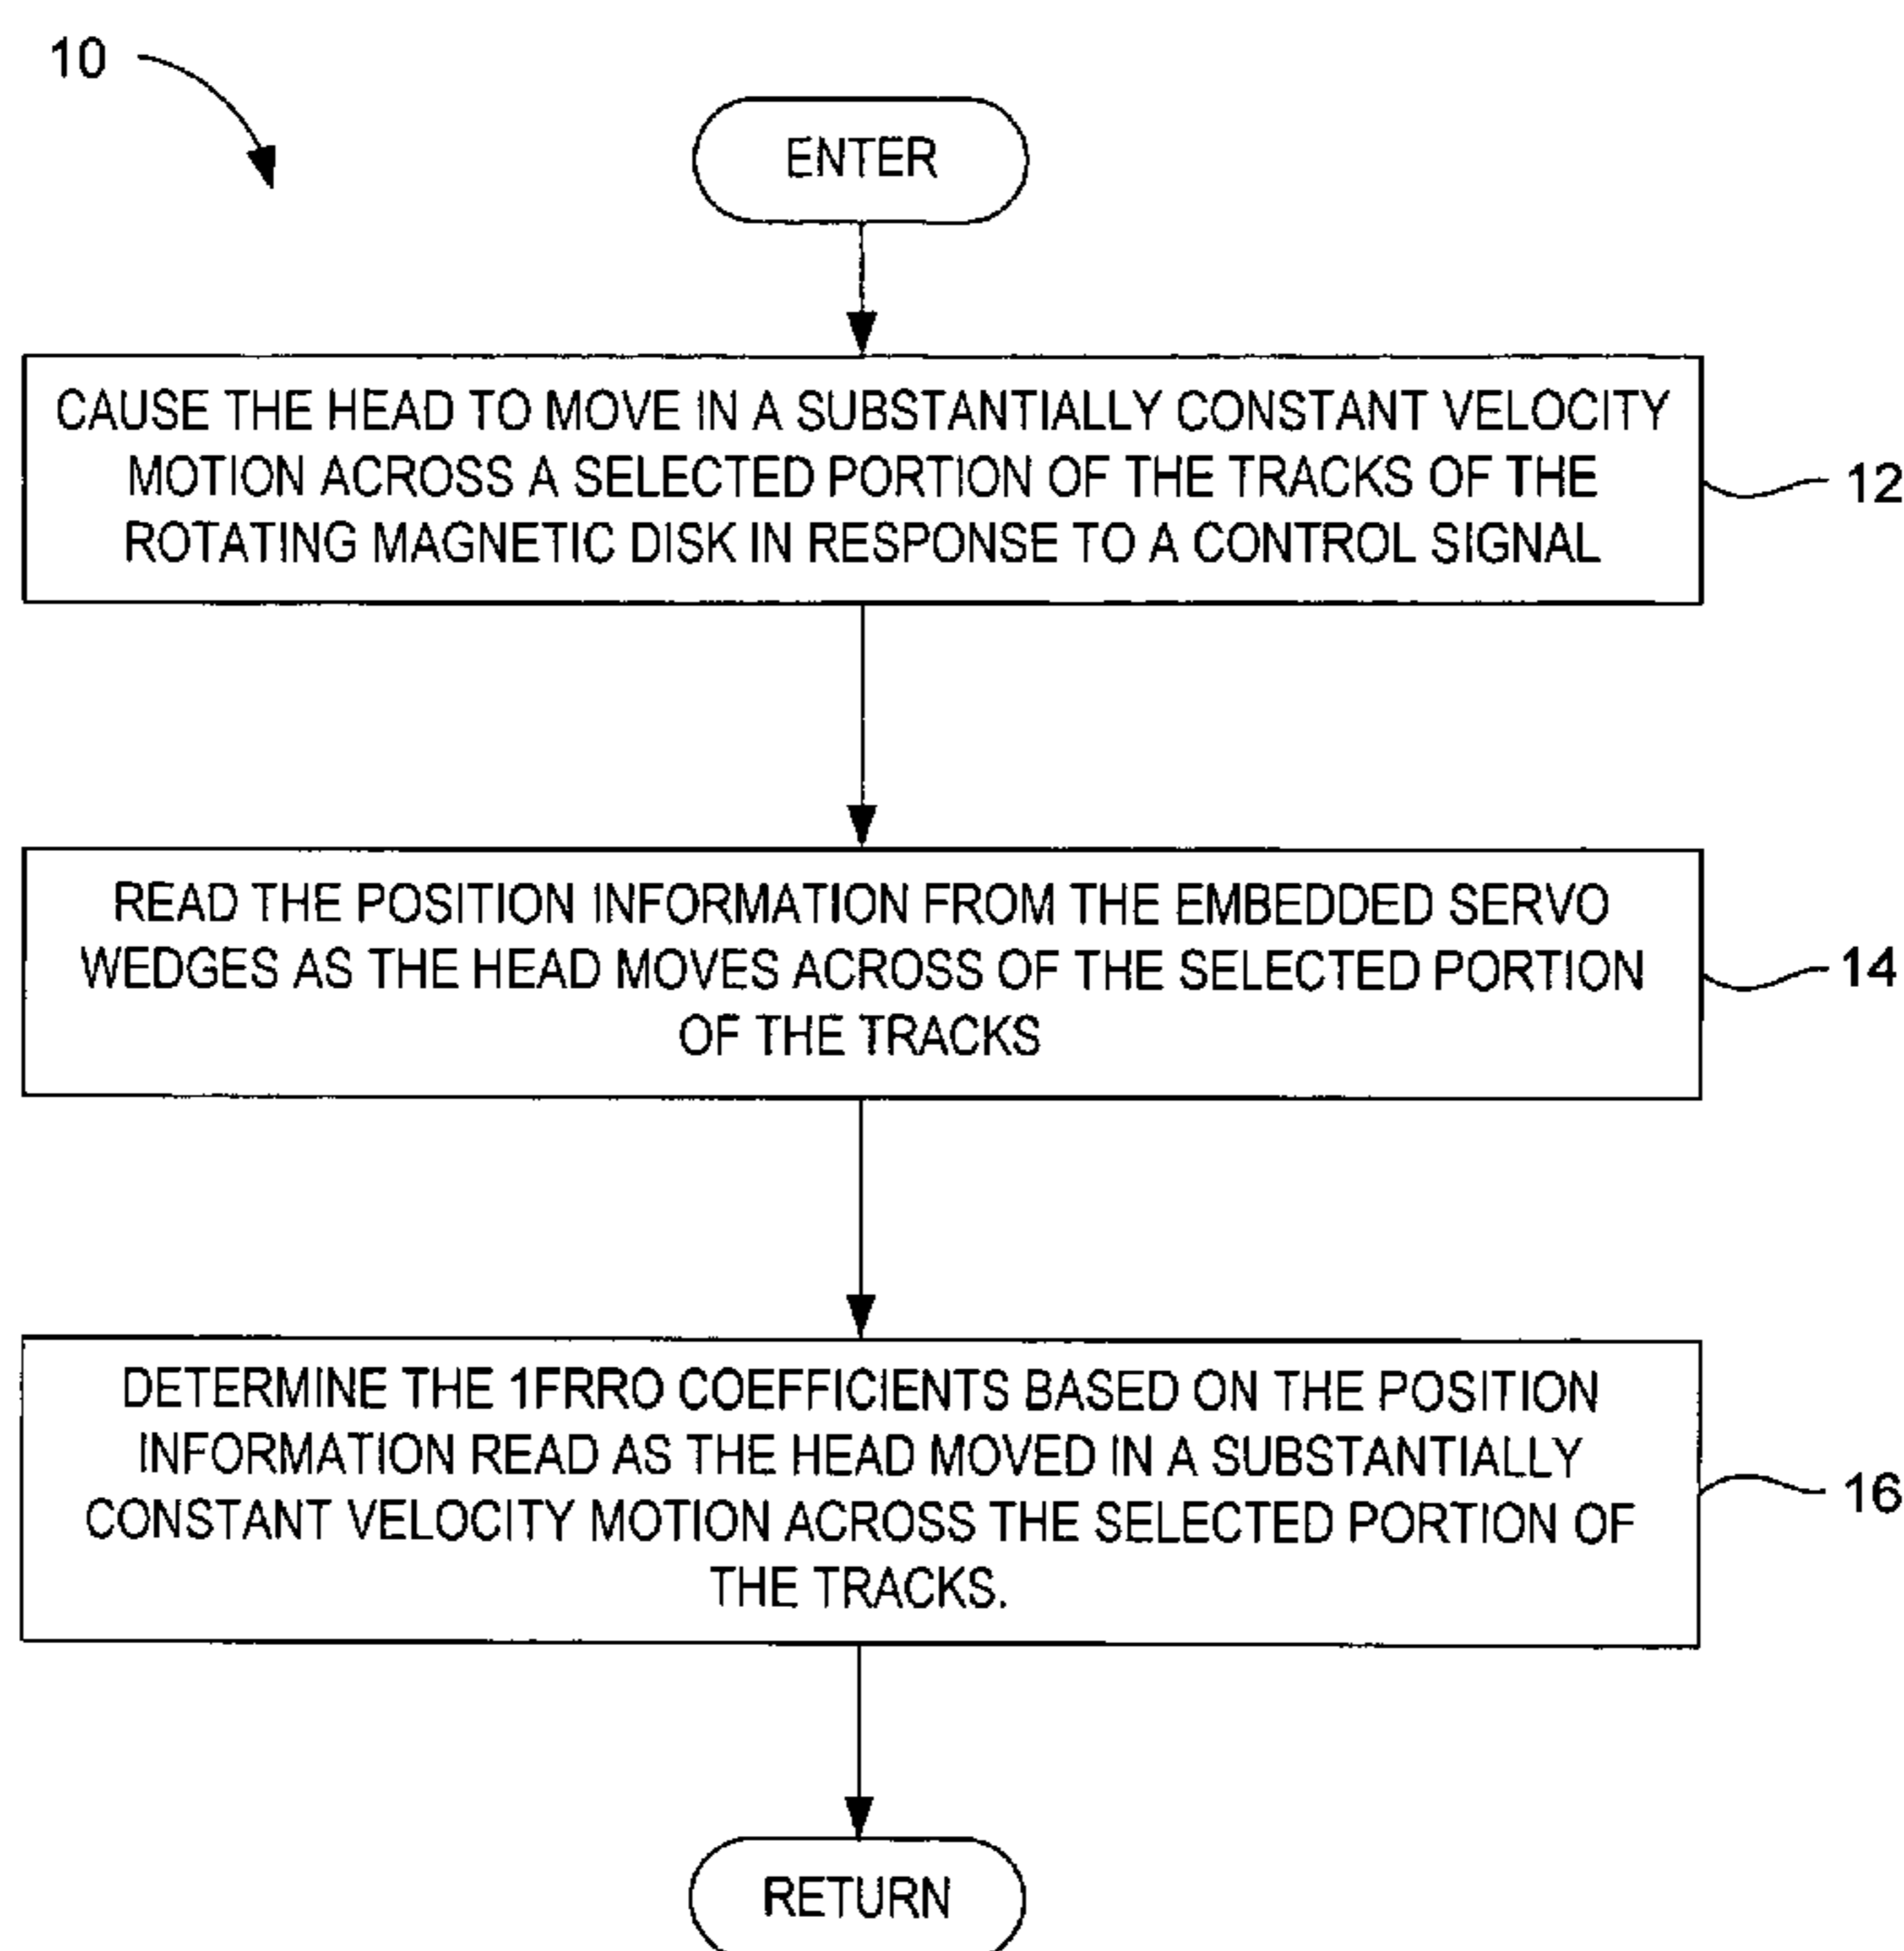 10
ENTER
CAUSE THE HEAD TO MOVE IN A SUBSTANTIALLY CONSTANT VELOCITY
MOTION ACROSS A SELECTED PORTION OF THE TRACKS OF THE
ROTATING MAGNETIC DISK IN RESPONSE TO A CONTROL SIGNAL
12
READ THE POSITION INFORMATION FROM THE EMBEDDED SERVO
WEDGES AS THE HEAD MOVES ACROSS OF THE SELECTED PORTION
OF THE TRACKS
14
DETERMINE THE 1FRRO COEFFICIENTS BASED ON THE POSITION
INFORMATION READ AS THE HEAD MOVED IN A SUBSTANTIALLY
CONSTANT VELOCITY MOTION ACROSS THE SELECTED PORTION OF
THE TRACKS.
16
RETURN